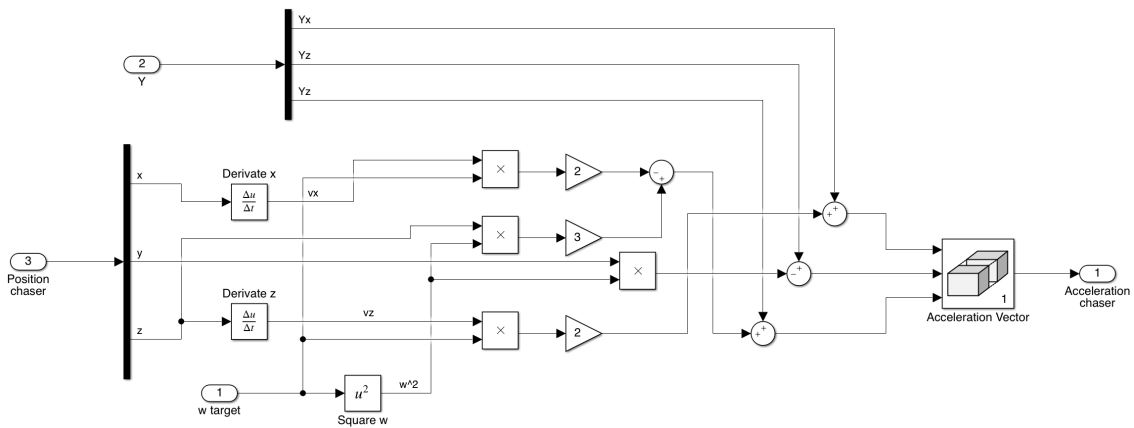 Yx
2
Y
Yz
Yz
x
Derivate x
Δu
Δt
vx
×
2
−
+
×
3
+
+
3
Position
chaser
y
×
−
+
1
Acceleration Vector
1
Acceleration
chaser
Derivate z
Δu
Δt
vz
z
×
2
+
+
1
w target
u²
Square w
w^2